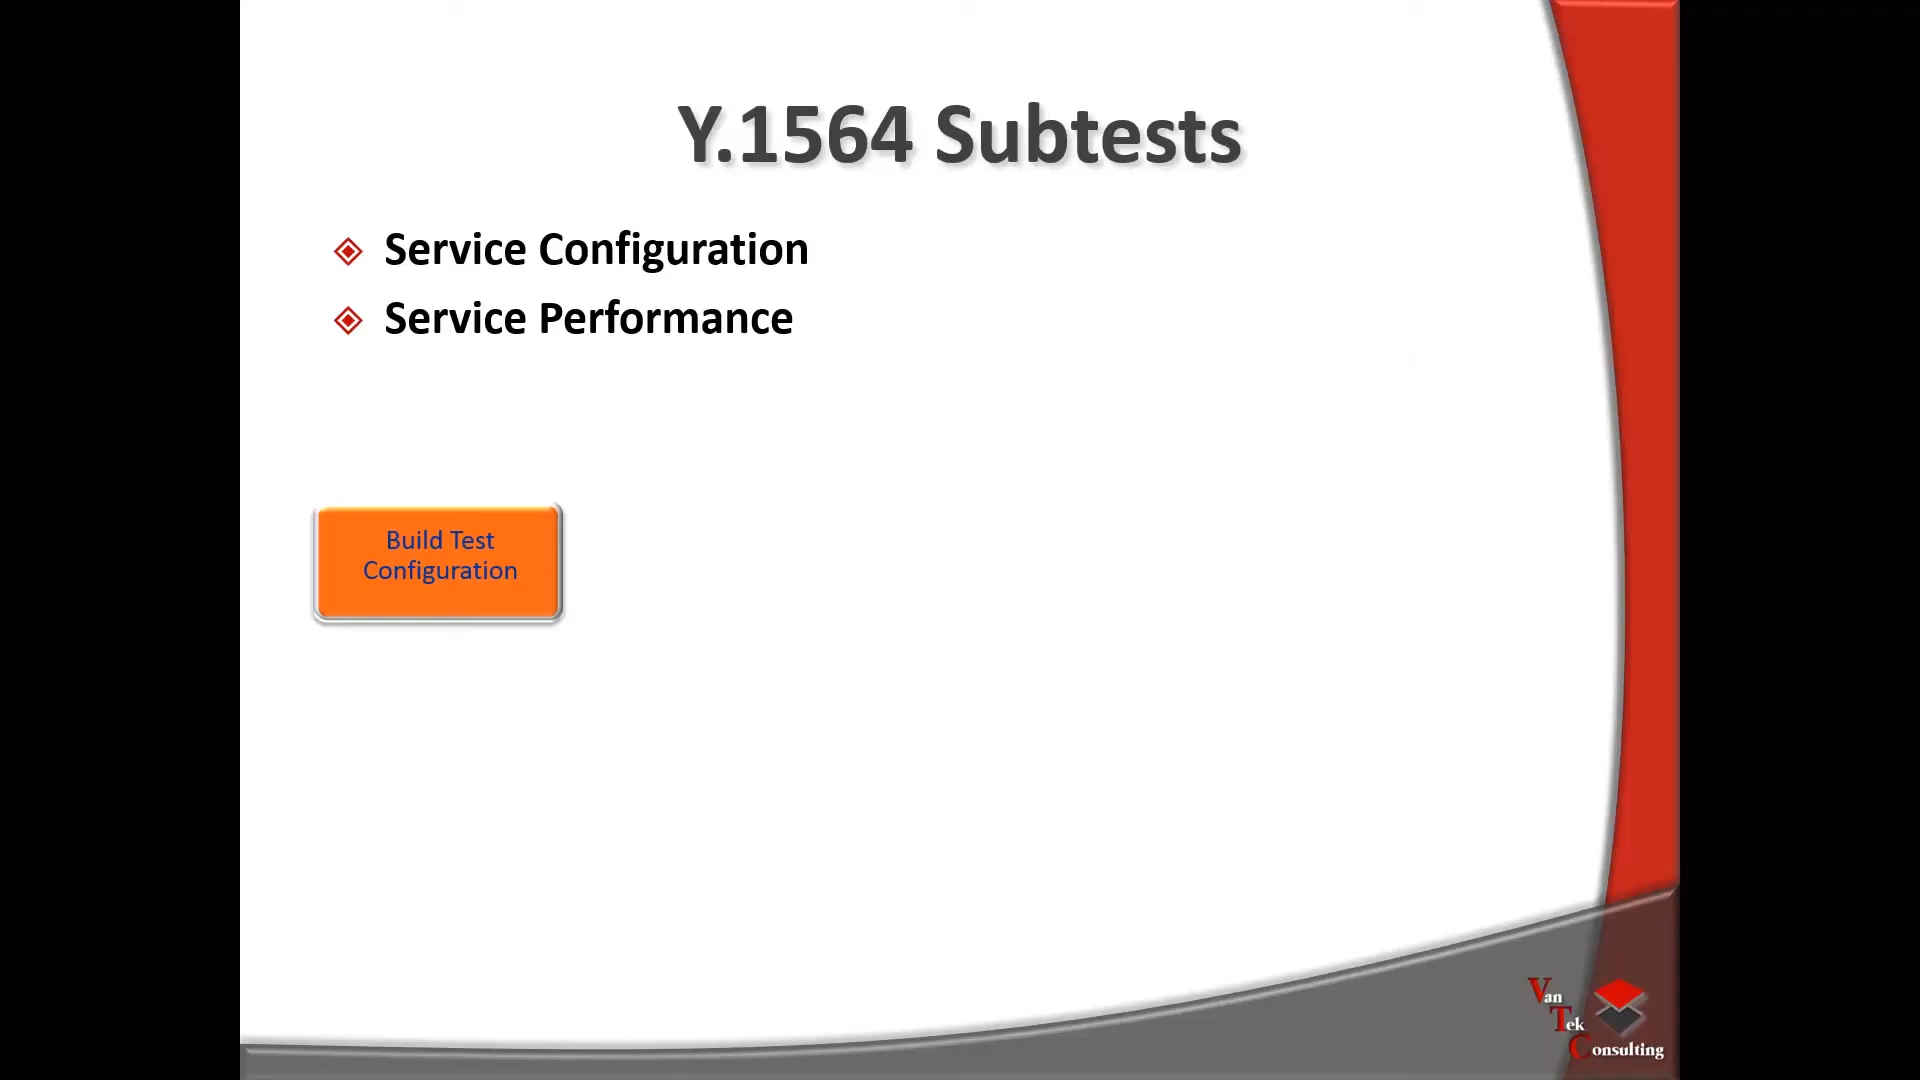 Y.1564 Subtests
Service Configuration
Service Performance
Build Test
Configuration
Van
Tek
Consulting